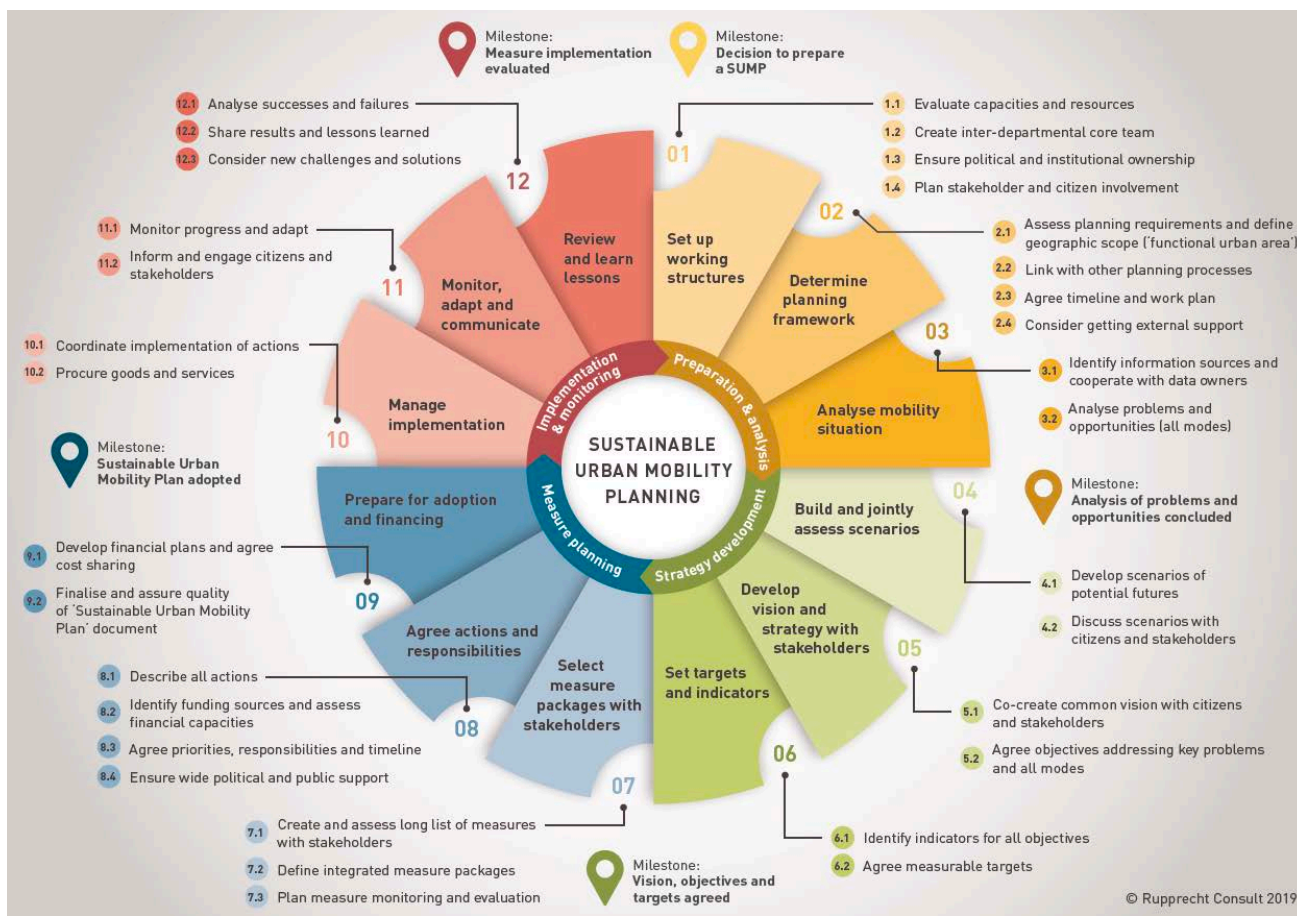 Milestone:
Measure implementation
evaluated
Milestone:
Decision to prepare
a SUMP
12.1 Analyse successes and failures
12.2 Share results and lessons learned
12.3 Consider new challenges and solutions
1.1 Evaluate capacities and resources
1.2 Create inter-departmental core team
1.3 Ensure political and institutional ownership
1.4 Plan stakeholder and citizen involvement
01
Set up
working
structures
02
Determine
planning
framework
2.1 Assess planning requirements and define
geographic scope (‘functional urban area’)
2.2 Link with other planning processes
2.3 Agree timeline and work plan
2.4 Consider getting external support
03
Analyse mobility
situation
3.1 Identify information sources and
cooperate with data owners
3.2 Analyse problems and
opportunities (all modes)
Milestone:
Analysis of problems and
opportunities concluded
04
Build and jointly
assess scenarios
4.1 Develop scenarios of
potential futures
4.2 Discuss scenarios with
citizens and stakeholders
05
Develop
vision and
strategy with
stakeholders
5.1 Co-create common vision with citizens
and stakeholders
5.2 Agree objectives addressing key problems
and all modes
06
Set targets
and indicators
6.1 Identify indicators for all objectives
6.2 Agree measurable targets
Milestone:
Vision, objectives and
targets agreed
07
Select
measure
packages with
stakeholders
7.1 Create and assess long list of measures
with stakeholders
7.2 Define integrated measure packages
7.3 Plan measure monitoring and evaluation
08
Agree actions and
responsibilities
8.1 Describe all actions
8.2 Identify funding sources and assess
financial capacities
8.3 Agree priorities, responsibilities and timeline
8.4 Ensure wide political and public support
09
Prepare for adoption
and financing
9.1 Develop financial plans and agree
cost sharing
9.2 Finalise and assure quality
of ‘Sustainable Urban Mobility
Plan’ document
Milestone:
Sustainable Urban
Mobility Plan adopted
10
Manage
implementation
10.1 Coordinate implementation of actions
10.2 Procure goods and services
11
Monitor,
adapt and
communicate
11.1 Monitor progress and adapt
11.2 Inform and engage citizens and
stakeholders
12
Review
and learn
lessons
Preparation & analysis
Strategy development
Measure planning
Implementation
& monitoring
SUSTAINABLE
URBAN MOBILITY
PLANNING
© Rupprecht Consult 2019